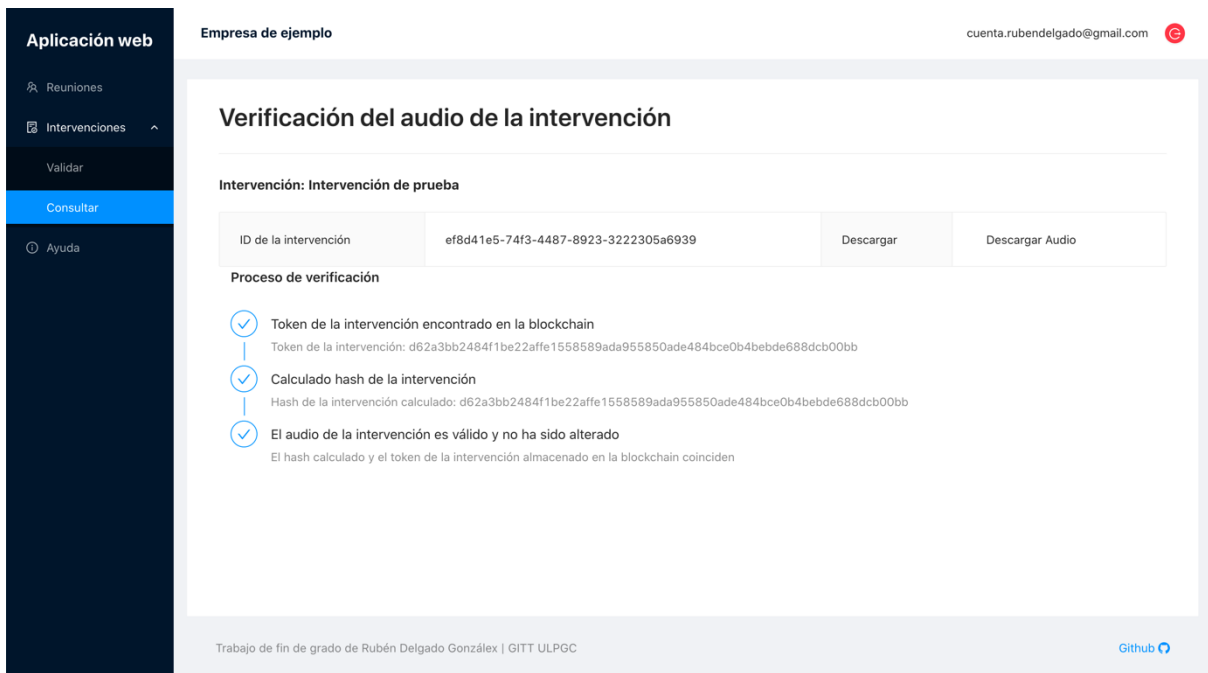 Aplicación web
Empresa de ejemplo
cuenta.rubendelgado@gmail.com
Reuniones
Intervenciones
Validar
Consultar
Ayuda
Verificación del audio de la intervención
Intervención: Intervención de prueba
ID de la intervención ef8d41e5-74f3-4487-8923-3222305a6939 Descargar Descargar Audio
Proceso de verificación
Token de la intervención encontrado en la blockchain
Token de la intervención: d62a3bb2484f1be22affe1558589ada955850ade484bce0b4bebde688dcb00bb
Calculado hash de la intervención
Hash de la intervención calculado: d62a3bb2484f1be22affe1558589ada955850ade484bce0b4bebde688dcb00bb
El audio de la intervención es válido y no ha sido alterado
El hash calculado y el token de la intervención almacenado en la blockchain coinciden
Trabajo de fin de grado de Rubén Delgado Gonzálex | GITT ULPGC
Github